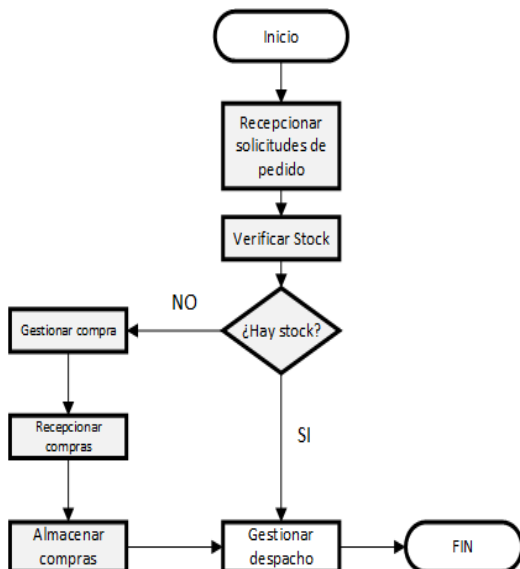 Inicio
Recepcionar
solicitudes de
pedido
Verificar Stock
NO
¿Hay stock?
Gestionar compra
SI
Recepcionar
compras
Almacenar
compras
Gestionar
despacho
FIN